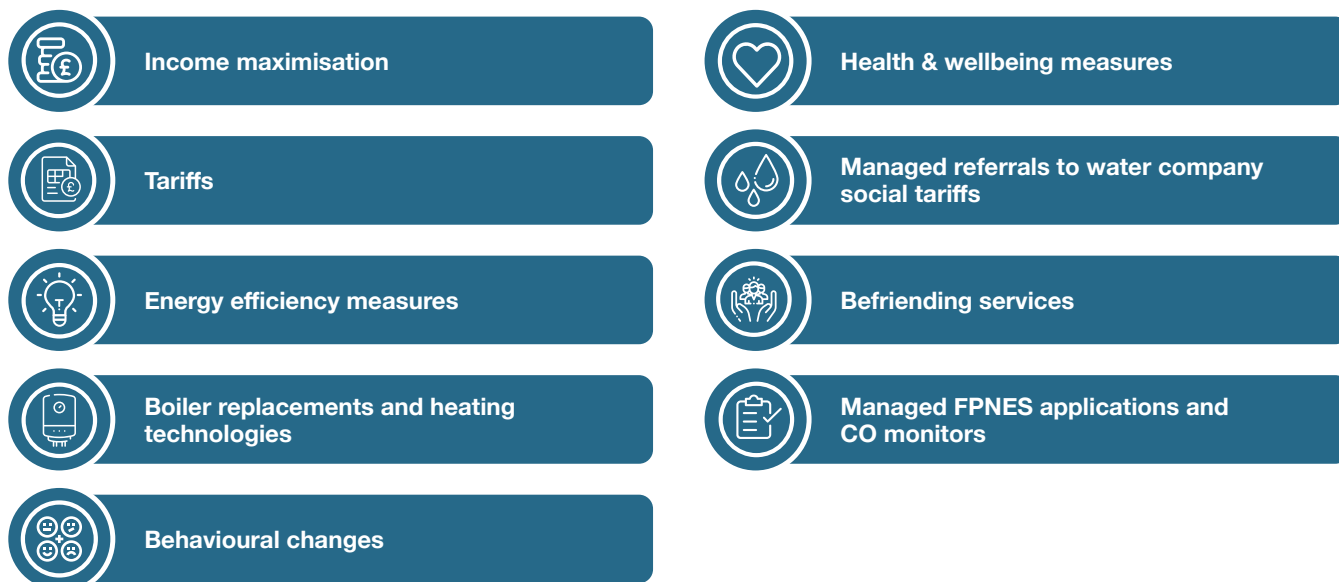 Income maximisation
Tariffs
Energy efficiency measures
Boiler replacements and heating
technologies
Behavioural changes
Health & wellbeing measures
Managed referrals to water company
social tariffs
Befriending services
Managed FPNES applications and
CO monitors